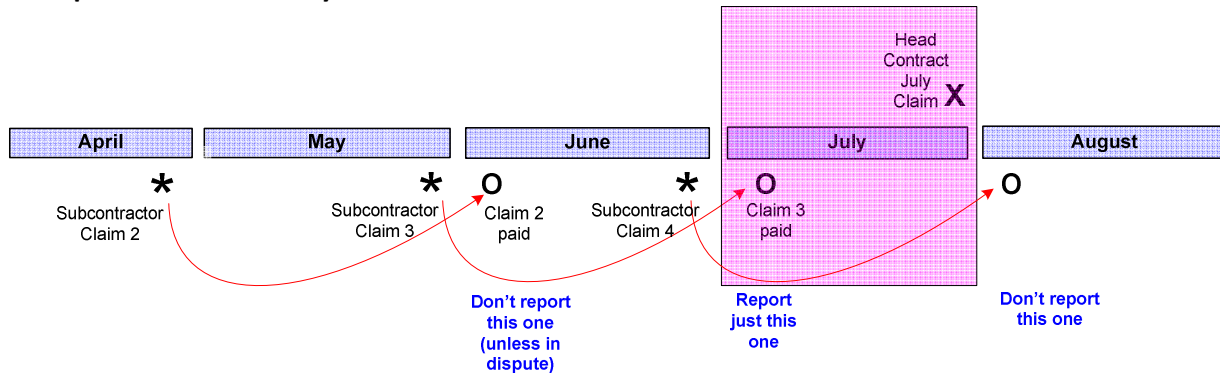 Head
Contract
July
Claim X
April
May
June
July
August
*
*
O
*
O
O
Subcontractor
Claim 2
Subcontractor
Claim 3
Claim 2
paid
Subcontractor
Claim 4
Claim 3
paid
Don't report
this one
(unless in
dispute)
Report
just this
one
Don't report
this one